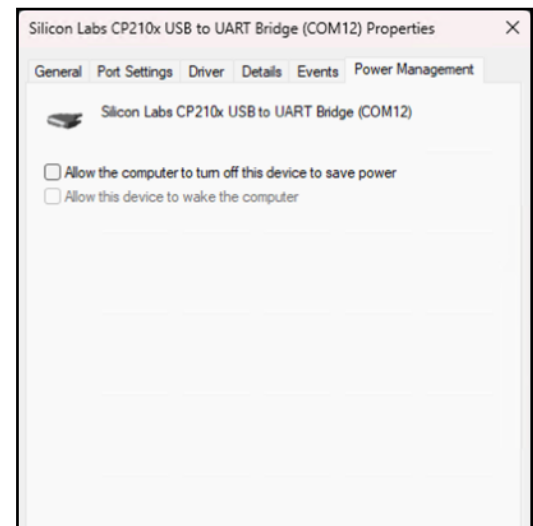 Silicon Labs CP210x USB to UART Bridge (COM12) Properties
General Port Settings Driver Details Events Power Management
Silicon Labs CP210x USB to UART Bridge (COM12)
Allow the computer to turn off this device to save power
Allow this device to wake the computer